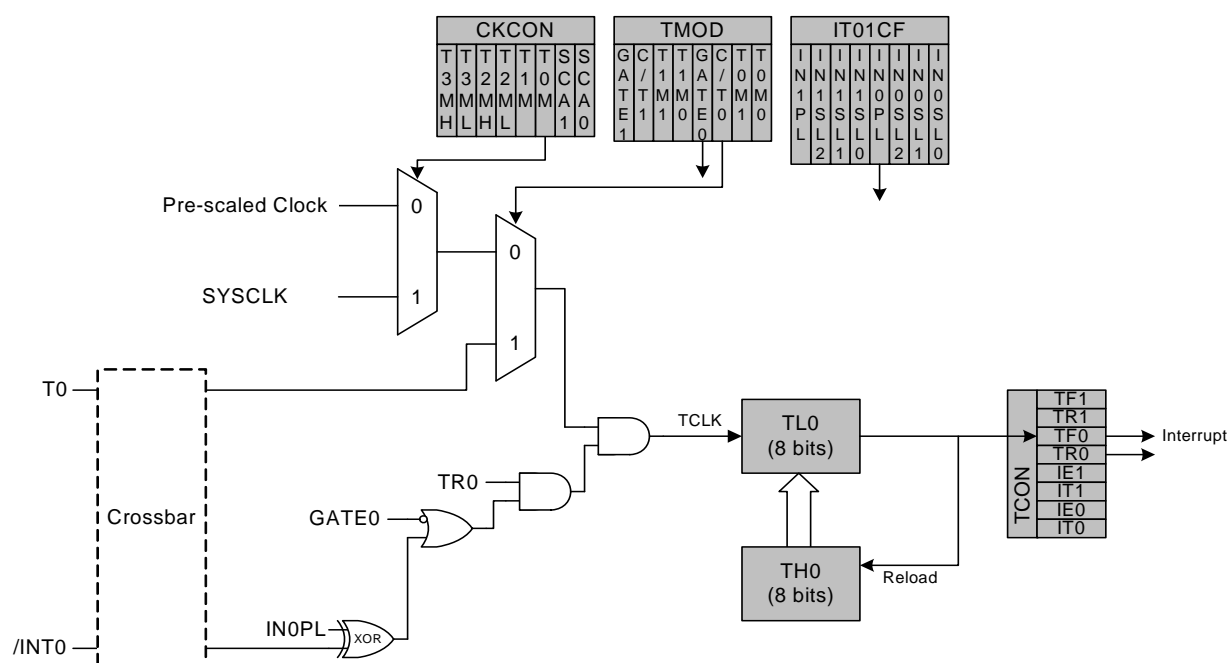 CKCON
T3MH
T3ML
T2MH
T2ML
T1M
T0M
SCA1
SCA0
TMOD
GATE1
C/T1
T1M1
T1M0
GATE0
C/T0
T0M1
T0M0
IT01CF
IN1PL
IN1SL2
IN1SL1
IN1SL0
IN0PL
IN0SL2
IN0SL1
IN0SL0
Pre-scaled Clock
0
SYSCLK
1
0
1
T0
Crossbar
/INT0
GATE0
TR0
IN0PL
XOR
TCLK
TL0
(8 bits)
TH0
(8 bits)
Reload
TCON
TF1
TR1
TF0
TR0
IE1
IT1
IE0
IT0
Interrupt